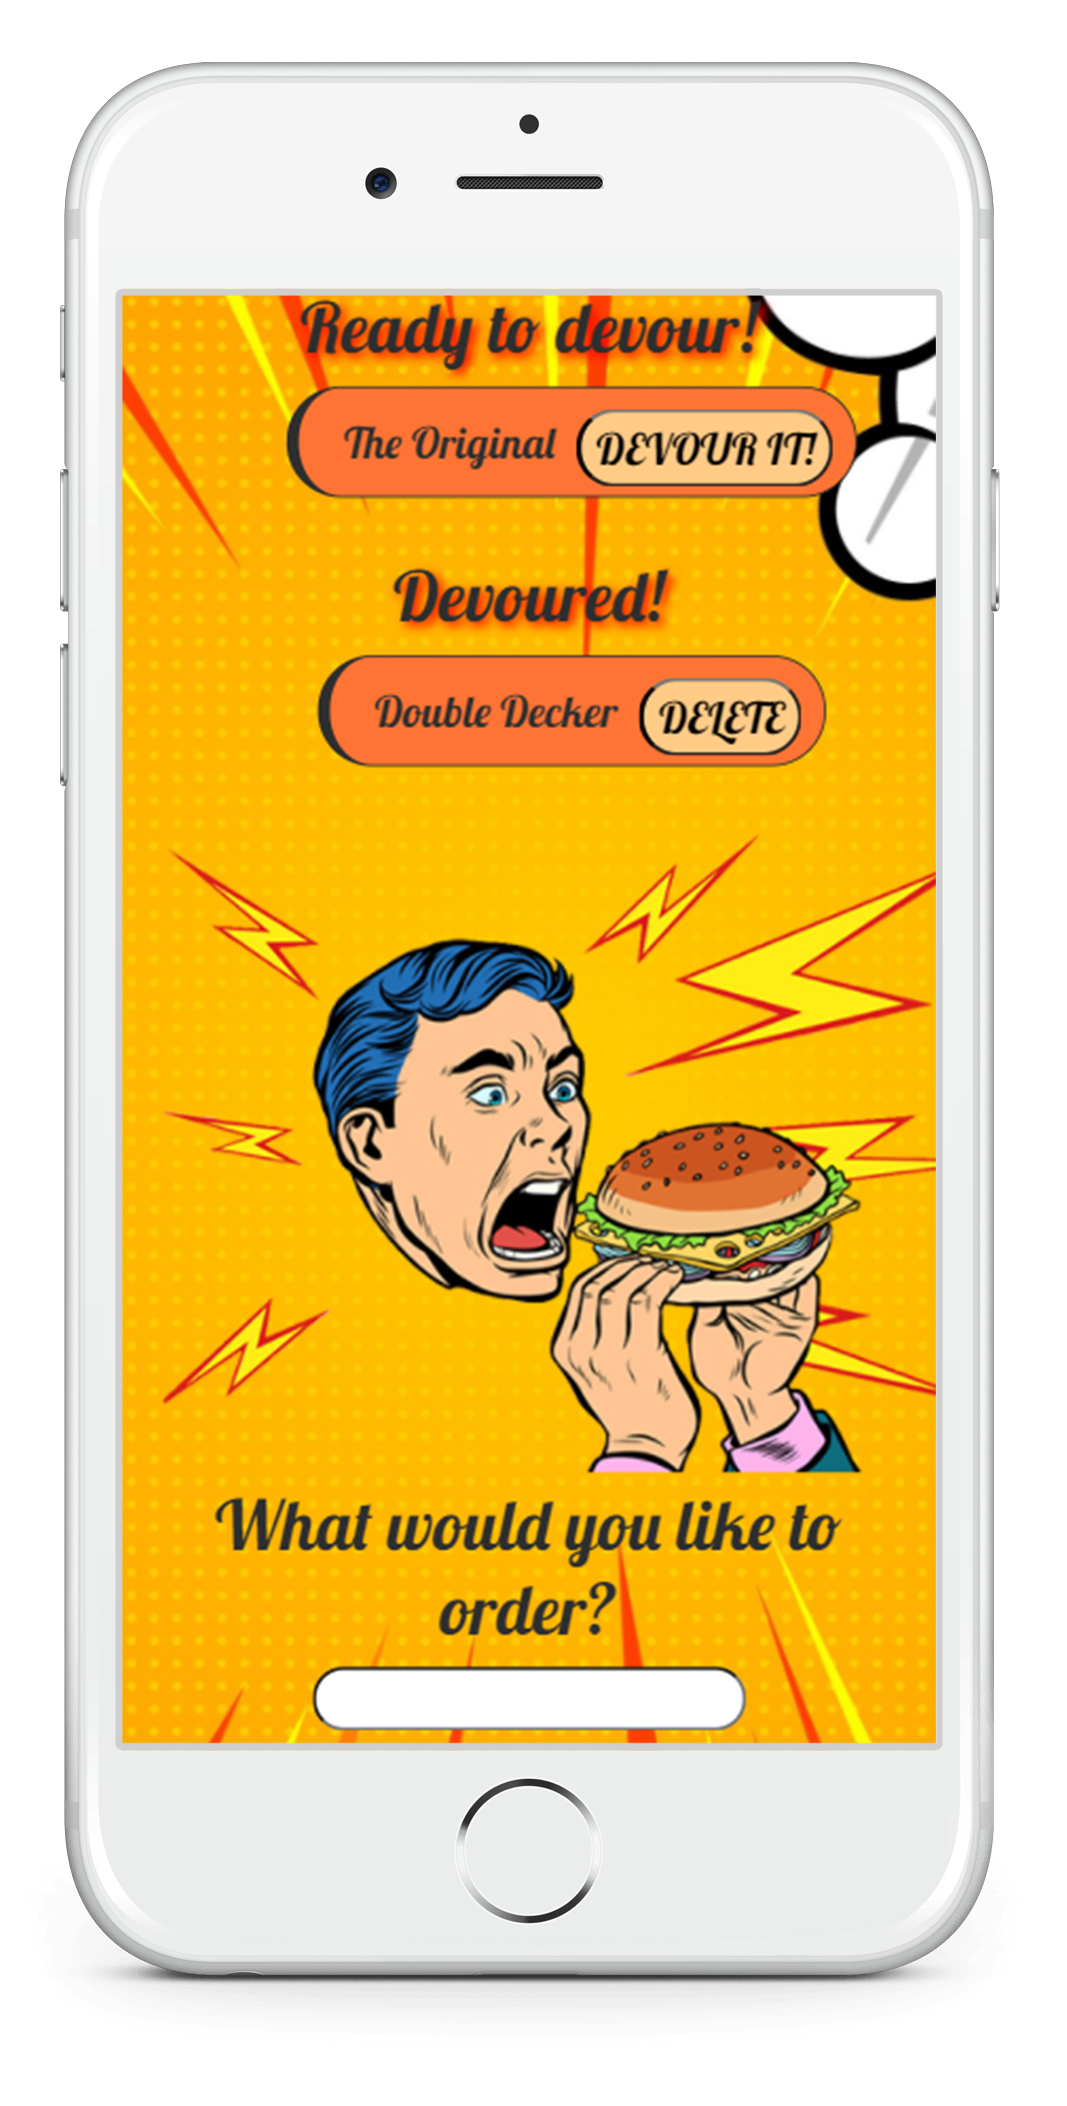 Ready to devour!
The Original DEVOUR IT!
Devoured!
Double Decker DELETE
What would you like to
order?